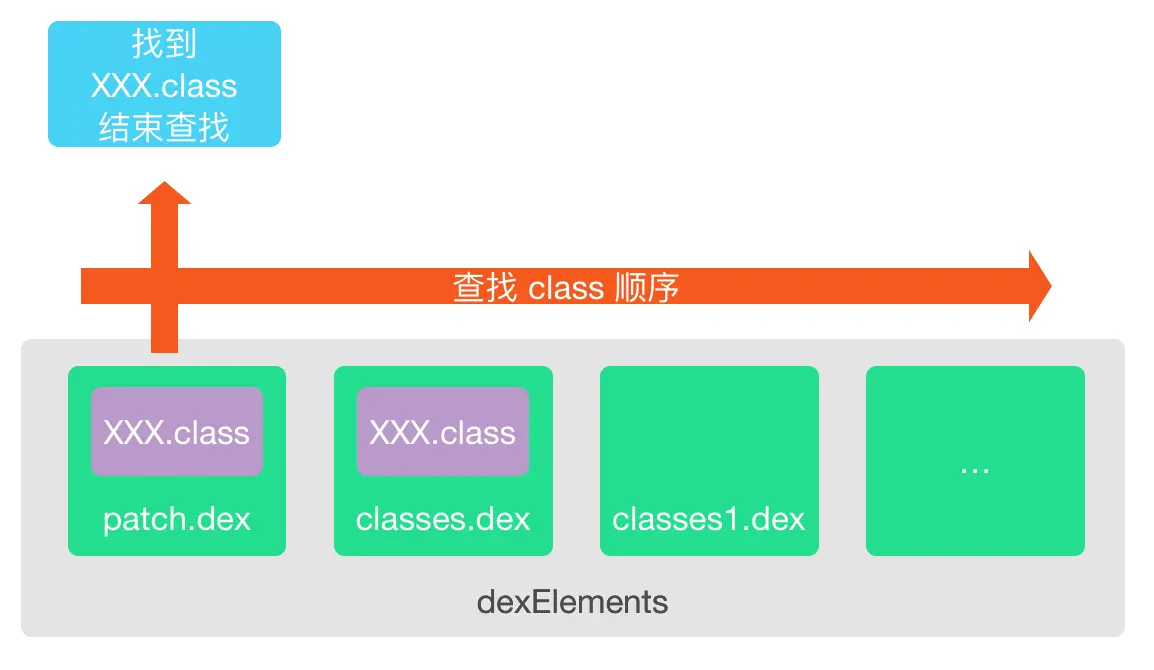 找到
XXX.class
结束查找
查找 class 顺序
XXX.class
XXX.class
...
patch.dex
classes.dex
classes1.dex
dexElements